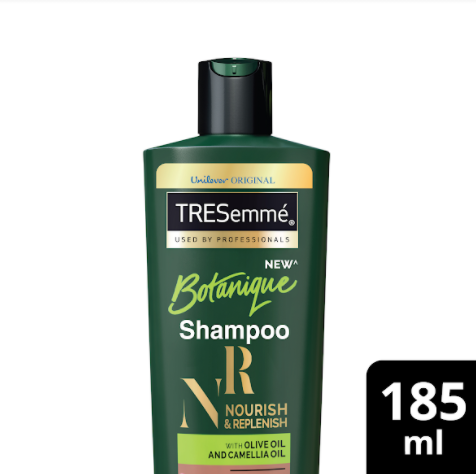 Unilever ORIGINAL
TRESemmé®
USED BY PROFESSIONALS
NEW^
Botanique
Shampoo
NR
NOURISH
& REPLENISH
WITH OLIVE OIL
AND CAMELLIA OIL
185
ml